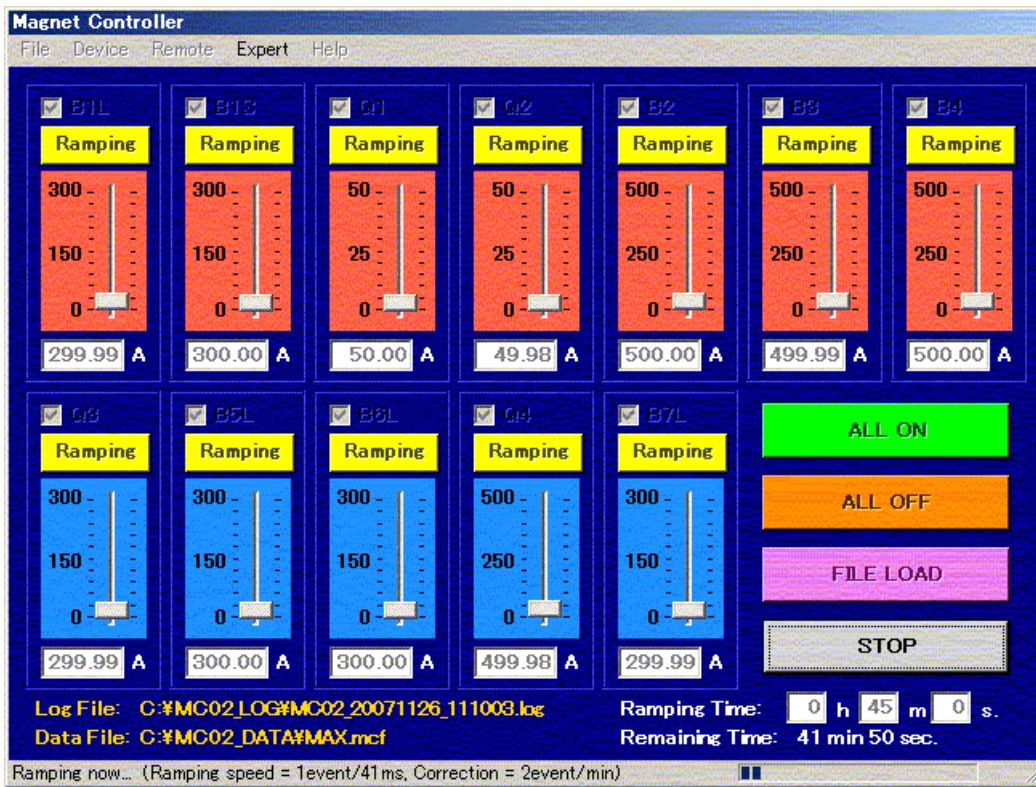 Magnet Controller
File Device Remote Expert Help
B1L B1S Q1 Q2 B2 B3 B4
Ramping Ramping Ramping Ramping Ramping Ramping Ramping
300 300 50 50 500 500 500
150 150 25 25 250 250 250
0 0 0 0 0 0 0
299.99 A 300.00 A 50.00 A 49.98 A 500.00 A 499.99 A 500.00 A
Q3 B5L B6L Q4 B7L
Ramping Ramping Ramping Ramping Ramping
300 300 300 500 300
150 150 150 250 150
0 0 0 0 0
299.99 A 300.00 A 300.00 A 499.98 A 299.99 A
ALL ON
ALL OFF
FILE LOAD
STOP
Log File: C:¥MC02_LOG¥MC02_20071126_111003.log
Data File: C:¥MC02_DATA¥MAX.mcf
Ramping Time: 0 h 45 m 0 s.
Remaining Time: 41 min 50 sec.
Ramping now... (Ramping speed = 1event/41ms, Correction = 2event/min)